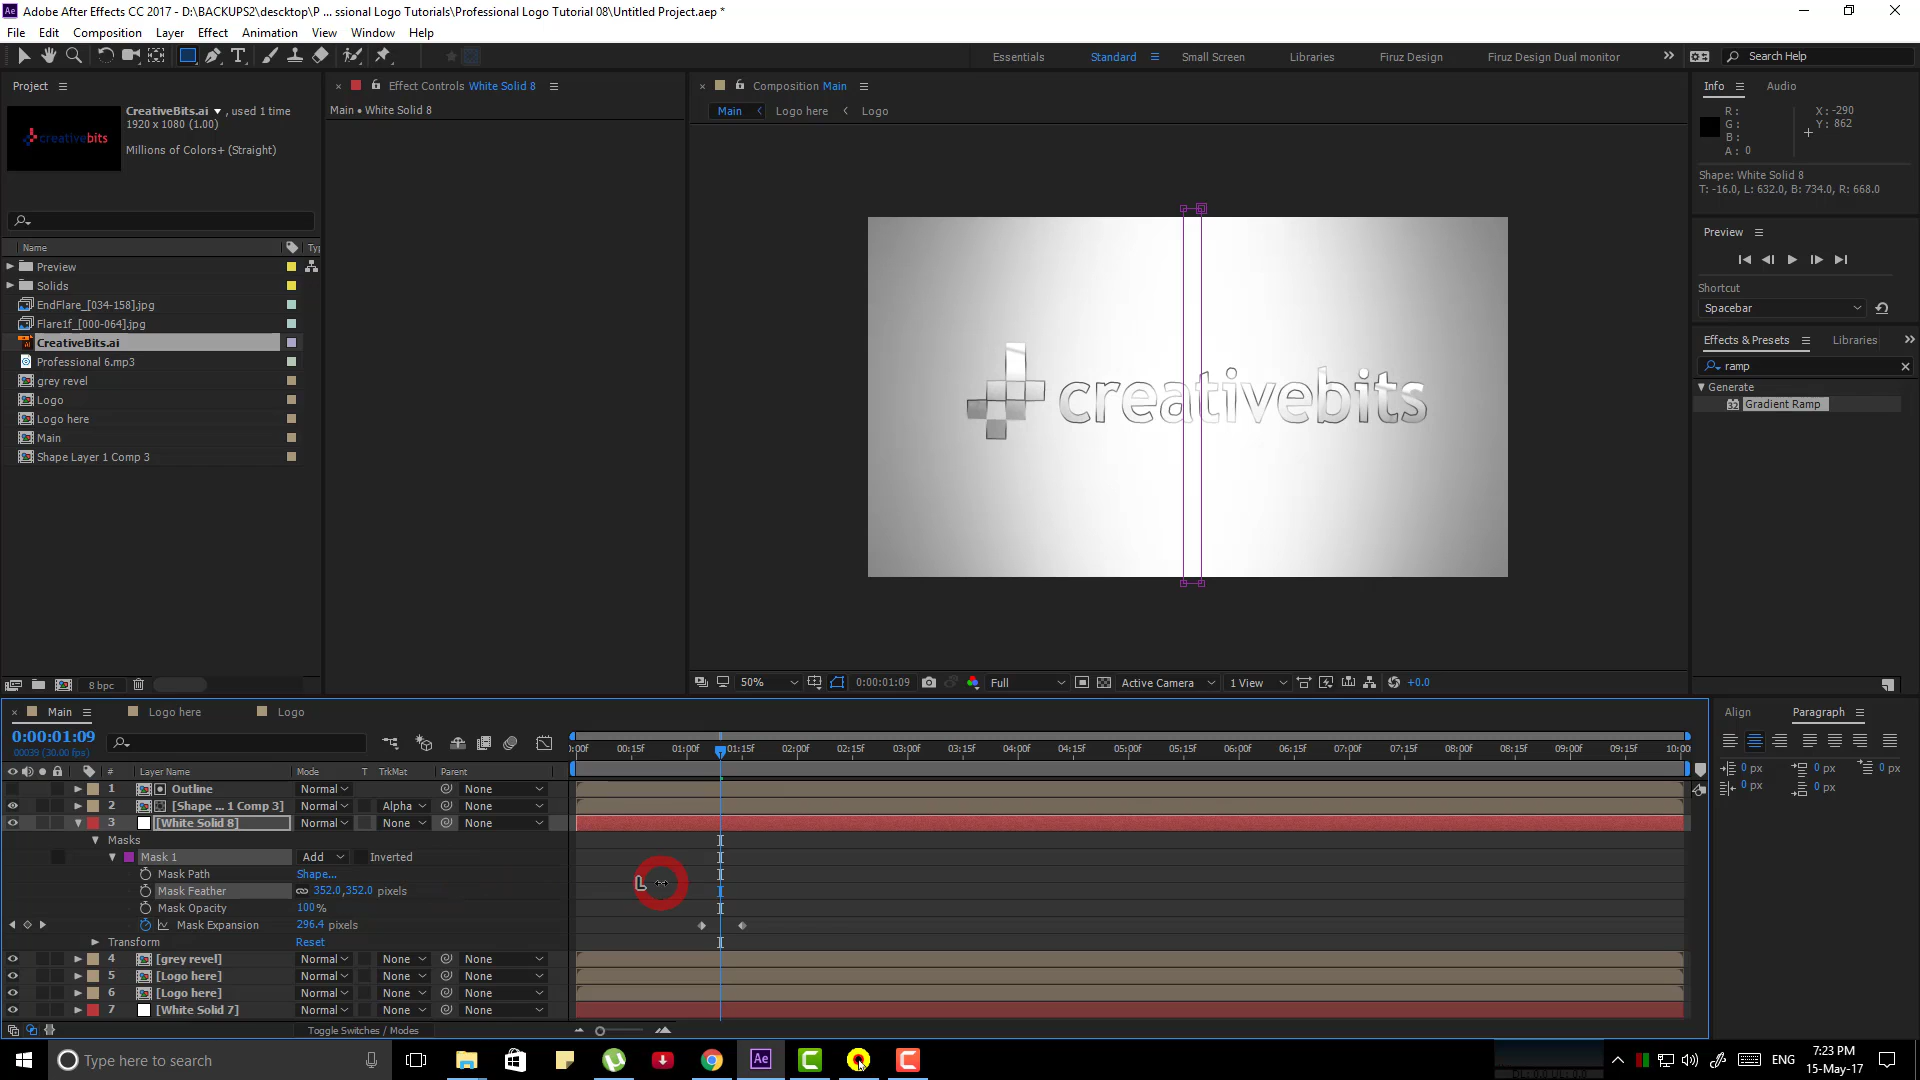 Adobe After Effects CC 2017 - D:\BACKUPS2\descktop\P ... ssional Logo Tutorials\Professional Logo Tutorial 08\Untitled Project.aep *
File Edit Composition Layer Effect Animation View Window Help
Essentials Standard Small Screen Libraries Firuz Design Firuz Design Dual monitor Search Help
Project
Effect Controls White Solid 8
Composition Main
Info Audio
CreativeBits.ai , used 1 time
1920 x 1080 (1.00)
Millions of Colors+ (Straight)
Main • White Solid 8
Main Logo here Logo
R :
G :
B :
A : 0
X : -290
Y : 862
Shape: White Solid 8
T: -16.0, L: 632.0, B: 734.0, R: 668.0
Preview
Shortcut
Spacebar
Effects & Presets Libraries
ramp
Generate
Gradient Ramp
Name Typ
Preview
Solids
EndFlare_[034-158].jpg
Flare1f_[000-064].jpg
CreativeBits.ai
Professional 6.mp3
grey revel
Logo
Logo here
Main
Shape Layer 1 Comp 3
creativebits
creativebits
8 bpc
50% 0:00:01:09 Full Active Camera 1 View +0.0
Main Logo here Logo
0:00:01:09
00039 (30.00 fps)
:00f 00:15f 01:00f 01:15f 02:00f 02:15f 03:00f 03:15f 04:00f 04:15f 05:00f 05:15f 06:00f 06:15f 07:00f 07:15f 08:00f 08:15f 09:00f 09:15f 10:00
# Layer Name Mode T TrkMat Parent
1 Outline Normal None
2 [Shape ... 1 Comp 3] Normal Alpha None
3 [White Solid 8] Normal None None
Masks
Mask 1 Add Inverted
Mask Path Shape...
Mask Feather 352.0,352.0 pixels
Mask Opacity 100%
Mask Expansion 296.4 pixels
Transform Reset
4 [grey revel] Normal None None
5 [Logo here] Normal None None
6 [Logo here] Normal None None
7 [White Solid 7] Normal None None
Toggle Switches / Modes
L
Align Paragraph
0 px 0 px 0 px
0 px 0 px
Type here to search
ENG
7:23 PM
15-May-17